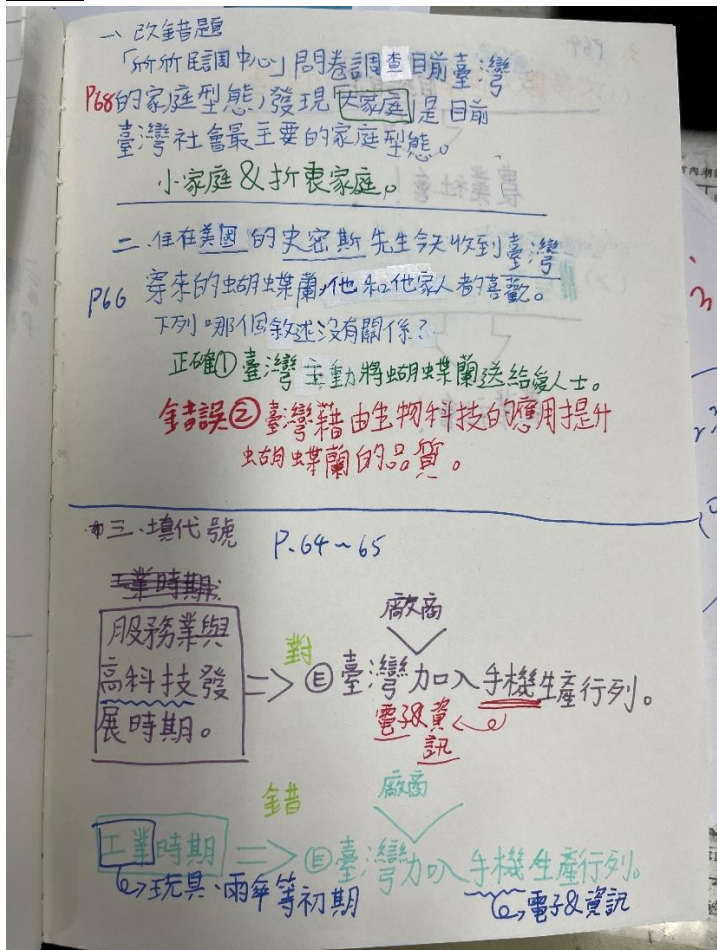 一、改錯題
「新新民調中心」問卷調查目前臺灣
P68的家庭型態,發現「大家庭」是目前
臺灣社會最主要的家庭型態。
小家庭&折衷家庭。
二、住在美國的史密斯先生今天收到臺灣
P66 寄來的蝴蝶蘭,他和他家人都喜歡。
下列哪個敘述沒有關係?
正確①臺灣主動將蝴蝶蘭送給愛人士。
錯誤②臺灣藉由生物科技的應用提升
蝴蝶蘭的品質。
三、填代號 P.64~65
工業時期
服務業與
高科技發
展時期。
對
廠商
Ⓔ臺灣加入手機生產行列。
電子&資
訊
錯
廠商
工業時期 => Ⓔ臺灣加入手機生產行列。
玩具、雨傘等初期
電子&資訊